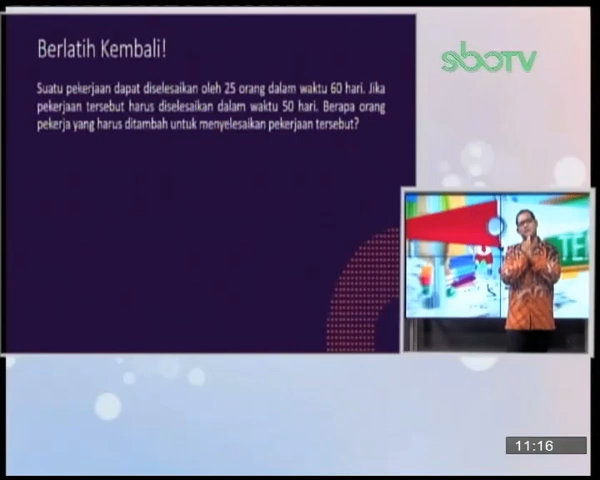 Berlatih Kembali!
sboTV
Suatu pekerjaan dapat diselesaikan oleh 25 orang dalam waktu 60 hari. Jika
pekerjaan tersebut harus diselesaikan dalam waktu 50 hari. Berapa orang
pekerja yang harus ditambah untuk menyelesaikan pekerjaan tersebut?
TE
11:16